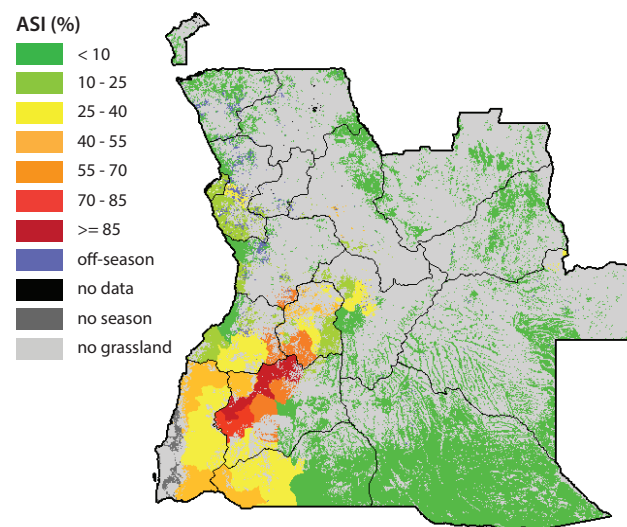 ASI (%)
< 10
10 - 25
25 - 40
40 - 55
55 - 70
70 - 85
>= 85
off-season
no data
no season
no grassland